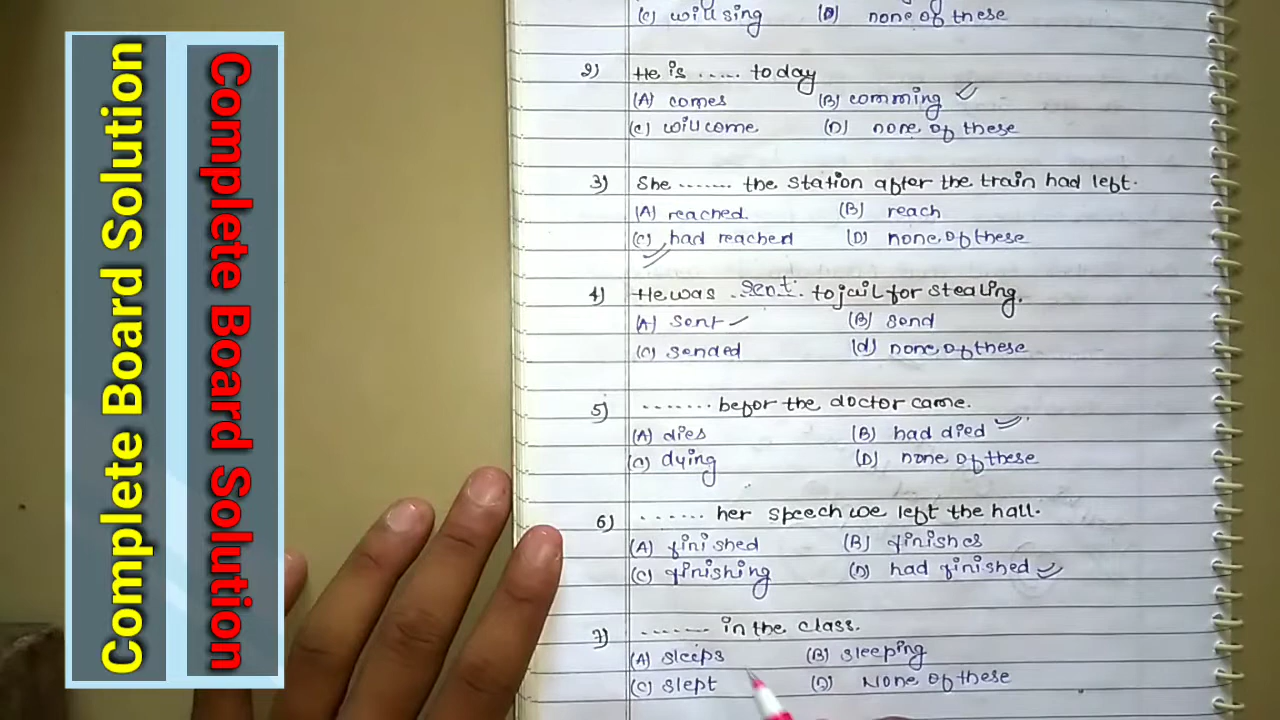 Complete Board Solution
Complete Board Solution
(C) will sing (D) none of these
2) He is ..... today
(A) comes (B) comming
(C) will come (D) none of these
3) She ....... the station after the train had left.
(A) reached. (B) reach
(C) had reached (D) none of these
4) He was ..sent.. to jail for stealing.
(A) sent (B) send
(C) sended (d) none of these
5) ....... befor the doctor came.
(A) dies (B) had died
(C) dying (D) none of these
6) ...... her speech we left the hall.
(A) finished (B) finishes
(C) finishing (D) had finished
7) ....... in the class.
(A) sleeps (B) sleeping
(C) slept (D) None of these